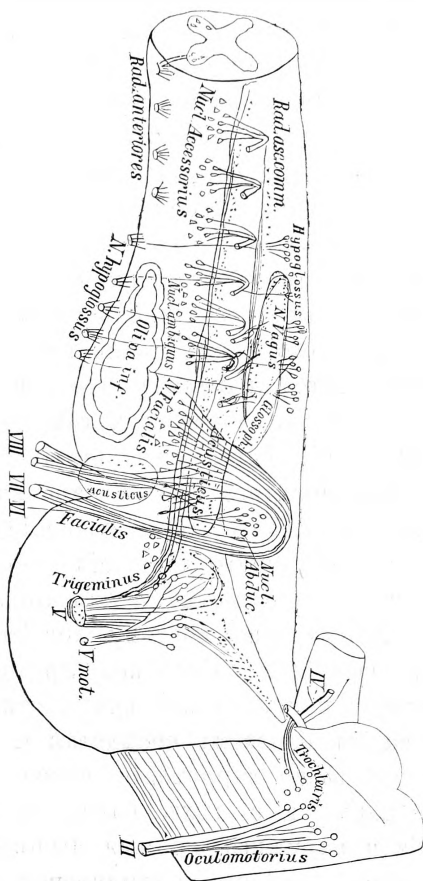 Rad. anteriores
Nucl Accessorius
Rad. asc. comm.
Hypoglossus
N. hypoglossus
Nucl. ambiguus
Oliva inf.
N. Vagus
Glossoph.
N Facialis
Acusticus
VIII
VII VI
Acusticus
Facialis
Nucl. Abduc.
Trigeminus
V
V mot.
IV
Trochlearis
III
Oculomotorius